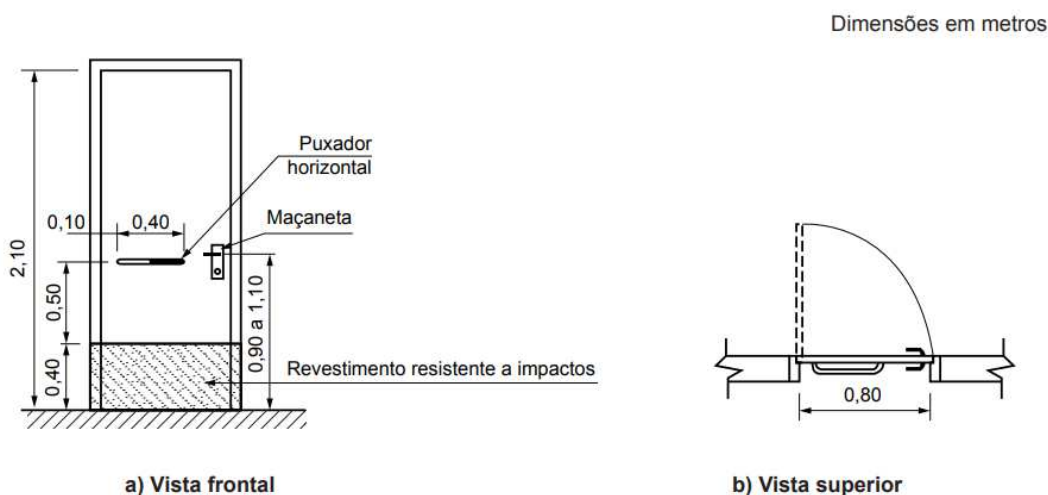 Dimensões em metros
Puxador
horizontal
0,10
0,40
Maçaneta
2,10
0,50
0,90 a 1,10
0,40
Revestimento resistente a impactos
0,80
a) Vista frontal
b) Vista superior